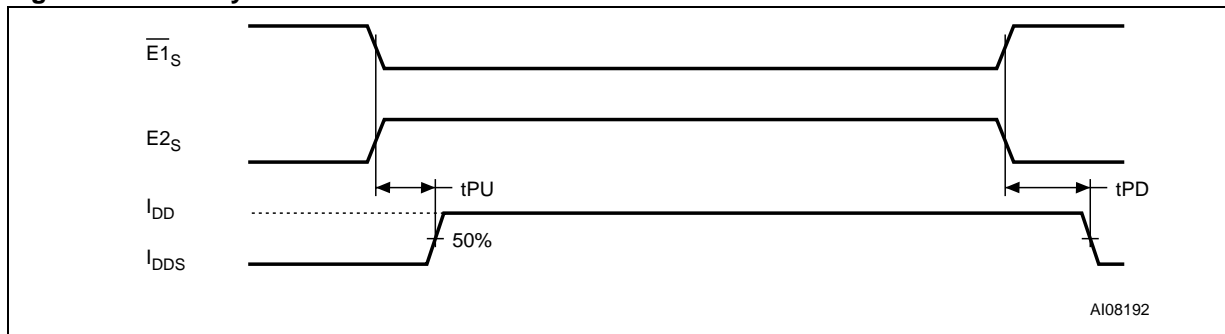 E1S
E2S
tPU
tPD
IDD
50%
IDDS
AI08192